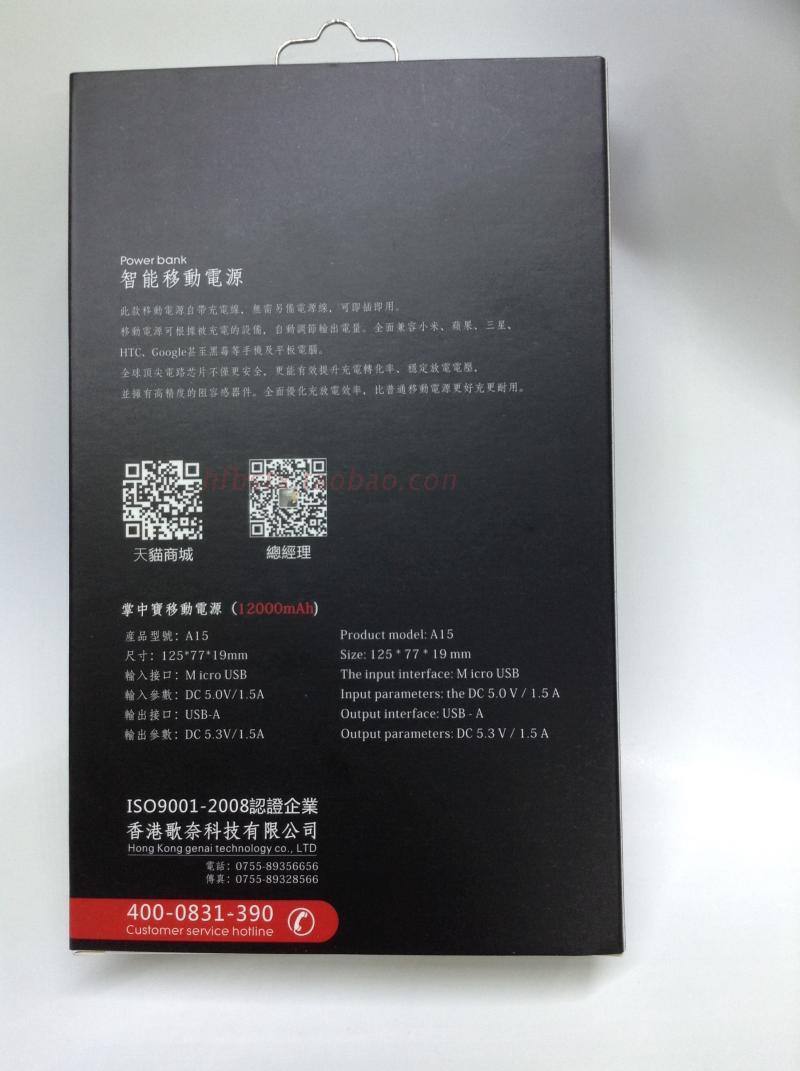 Power bank
智能移動電源
此款移動電源自帶充電線，無需另備電源線，可即插即用。
移動電源可根據被充電的設備，自動調節輸出電量。全面兼容小米、蘋果、三星、
HTC、Google甚至黑莓等手機及平板電腦。
全球頂尖電路芯片不僅更安全，更能有效提升充電轉化率、穩定放電電壓，
並擁有高精度的阻容感器件。全面優化充放電效率，比普通移動電源更好充更耐用。
taobao.com
天貓商城
總經理
掌中寶移動電源（12000mAh）
產品型號：A15
尺寸：125*77*19mm
輸入接口：Micro USB
輸入參數：DC 5.0V/1.5A
輸出接口：USB-A
輸出參數：DC 5.3V/1.5A
Product model: A15
Size: 125 * 77 * 19 mm
The input interface: Micro USB
Input parameters: the DC 5.0 V / 1.5 A
Output interface: USB - A
Output parameters: DC 5.3 V / 1.5 A
ISO9001-2008認證企業
香港歌奈科技有限公司
Hong Kong genai technology co., LTD
電話：0755-89356656
傳真：0755-89328566
400-0831-390
Customer service hotline